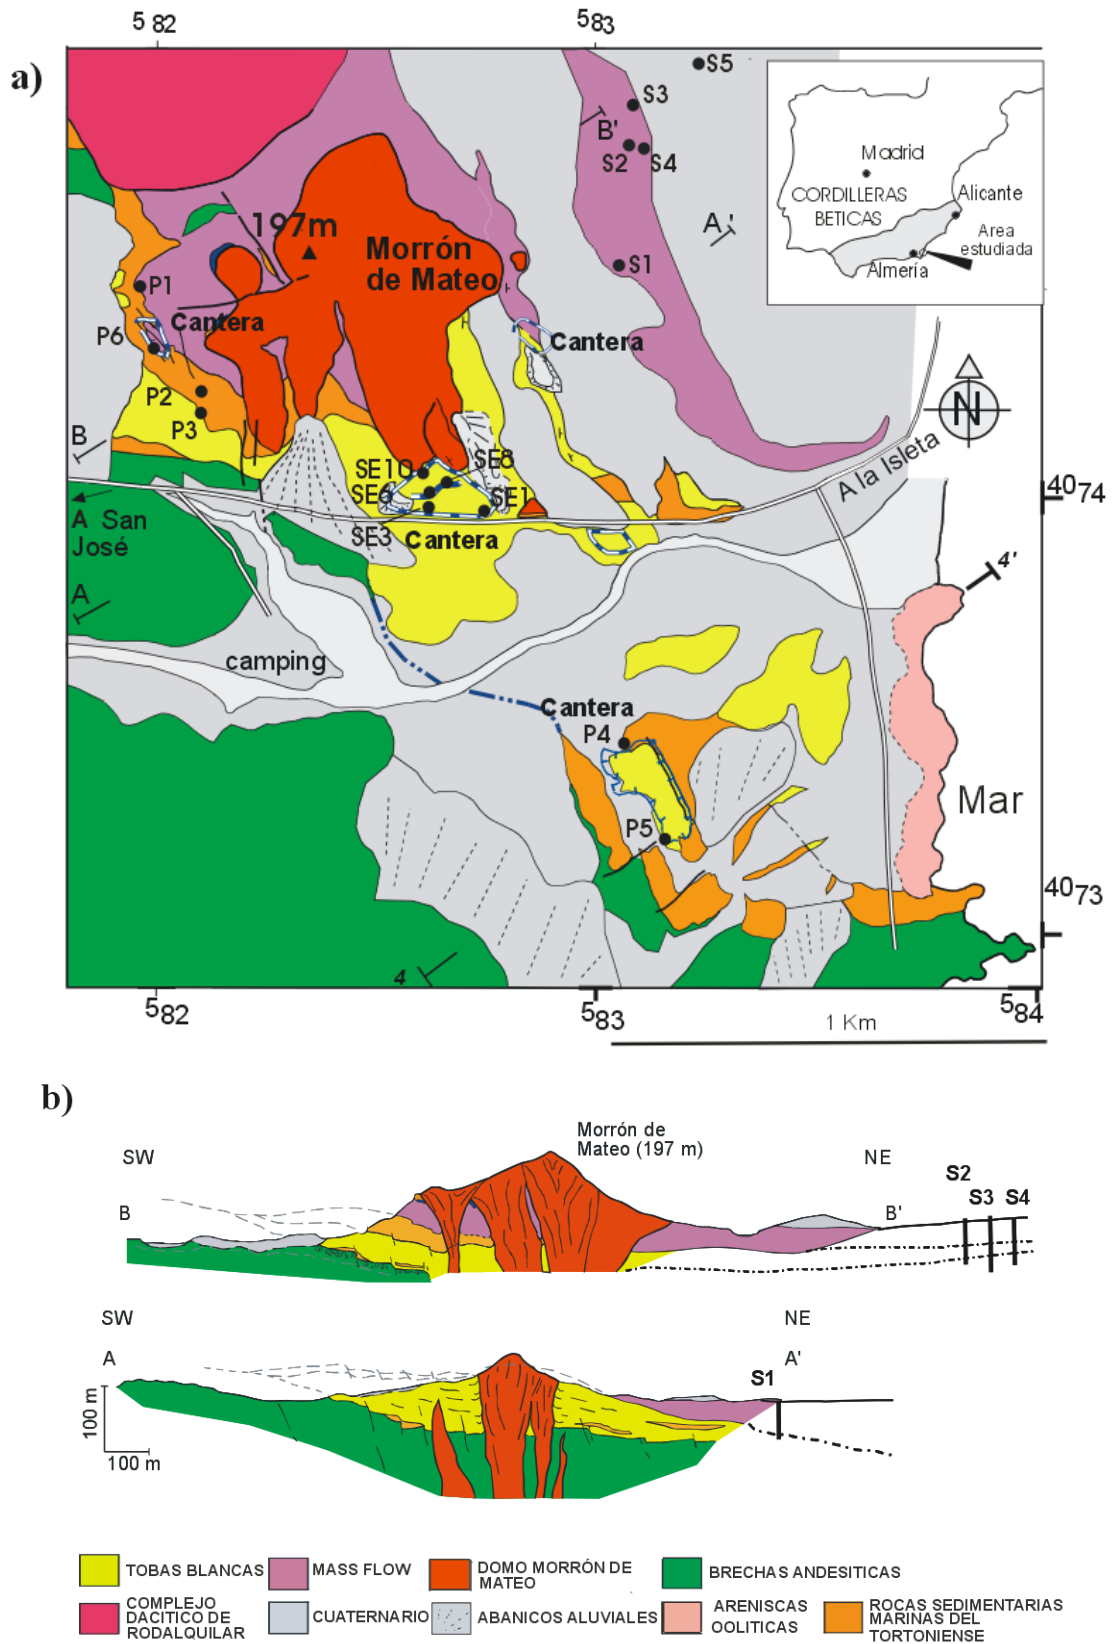 a)
582
583
S5
S3
B'
S2
S4
A'
S1
Madrid
CORDILLERAS
BETICAS
Alicante
Area
estudiada
Almería
197m
Morrón
de Mateo
P1
Cantera
P6
Cantera
P2
P3
B
N
A la Isleta
SE10
SE8
SE6
SE1
SE3
Cantera
4074
A San
José
A
4'
camping
Cantera
P4
Mar
P5
4073
4
582
583
584
1 Km
b)
Morrón de
Mateo (197 m)
SW
NE
S2
S3
S4
B
B'
SW
NE
A
A'
S1
100 m
100 m
TOBAS BLANCAS
MASS FLOW
DOMO MORRÓN DE
MATEO
BRECHAS ANDESITICAS
COMPLEJO
DACITICO DE
RODALQUILAR
CUATERNARIO
ABANICOS ALUVIALES
ARENISCAS
OOLITICAS
ROCAS SEDIMENTARIAS
MARINAS DEL
TORTONIENSE